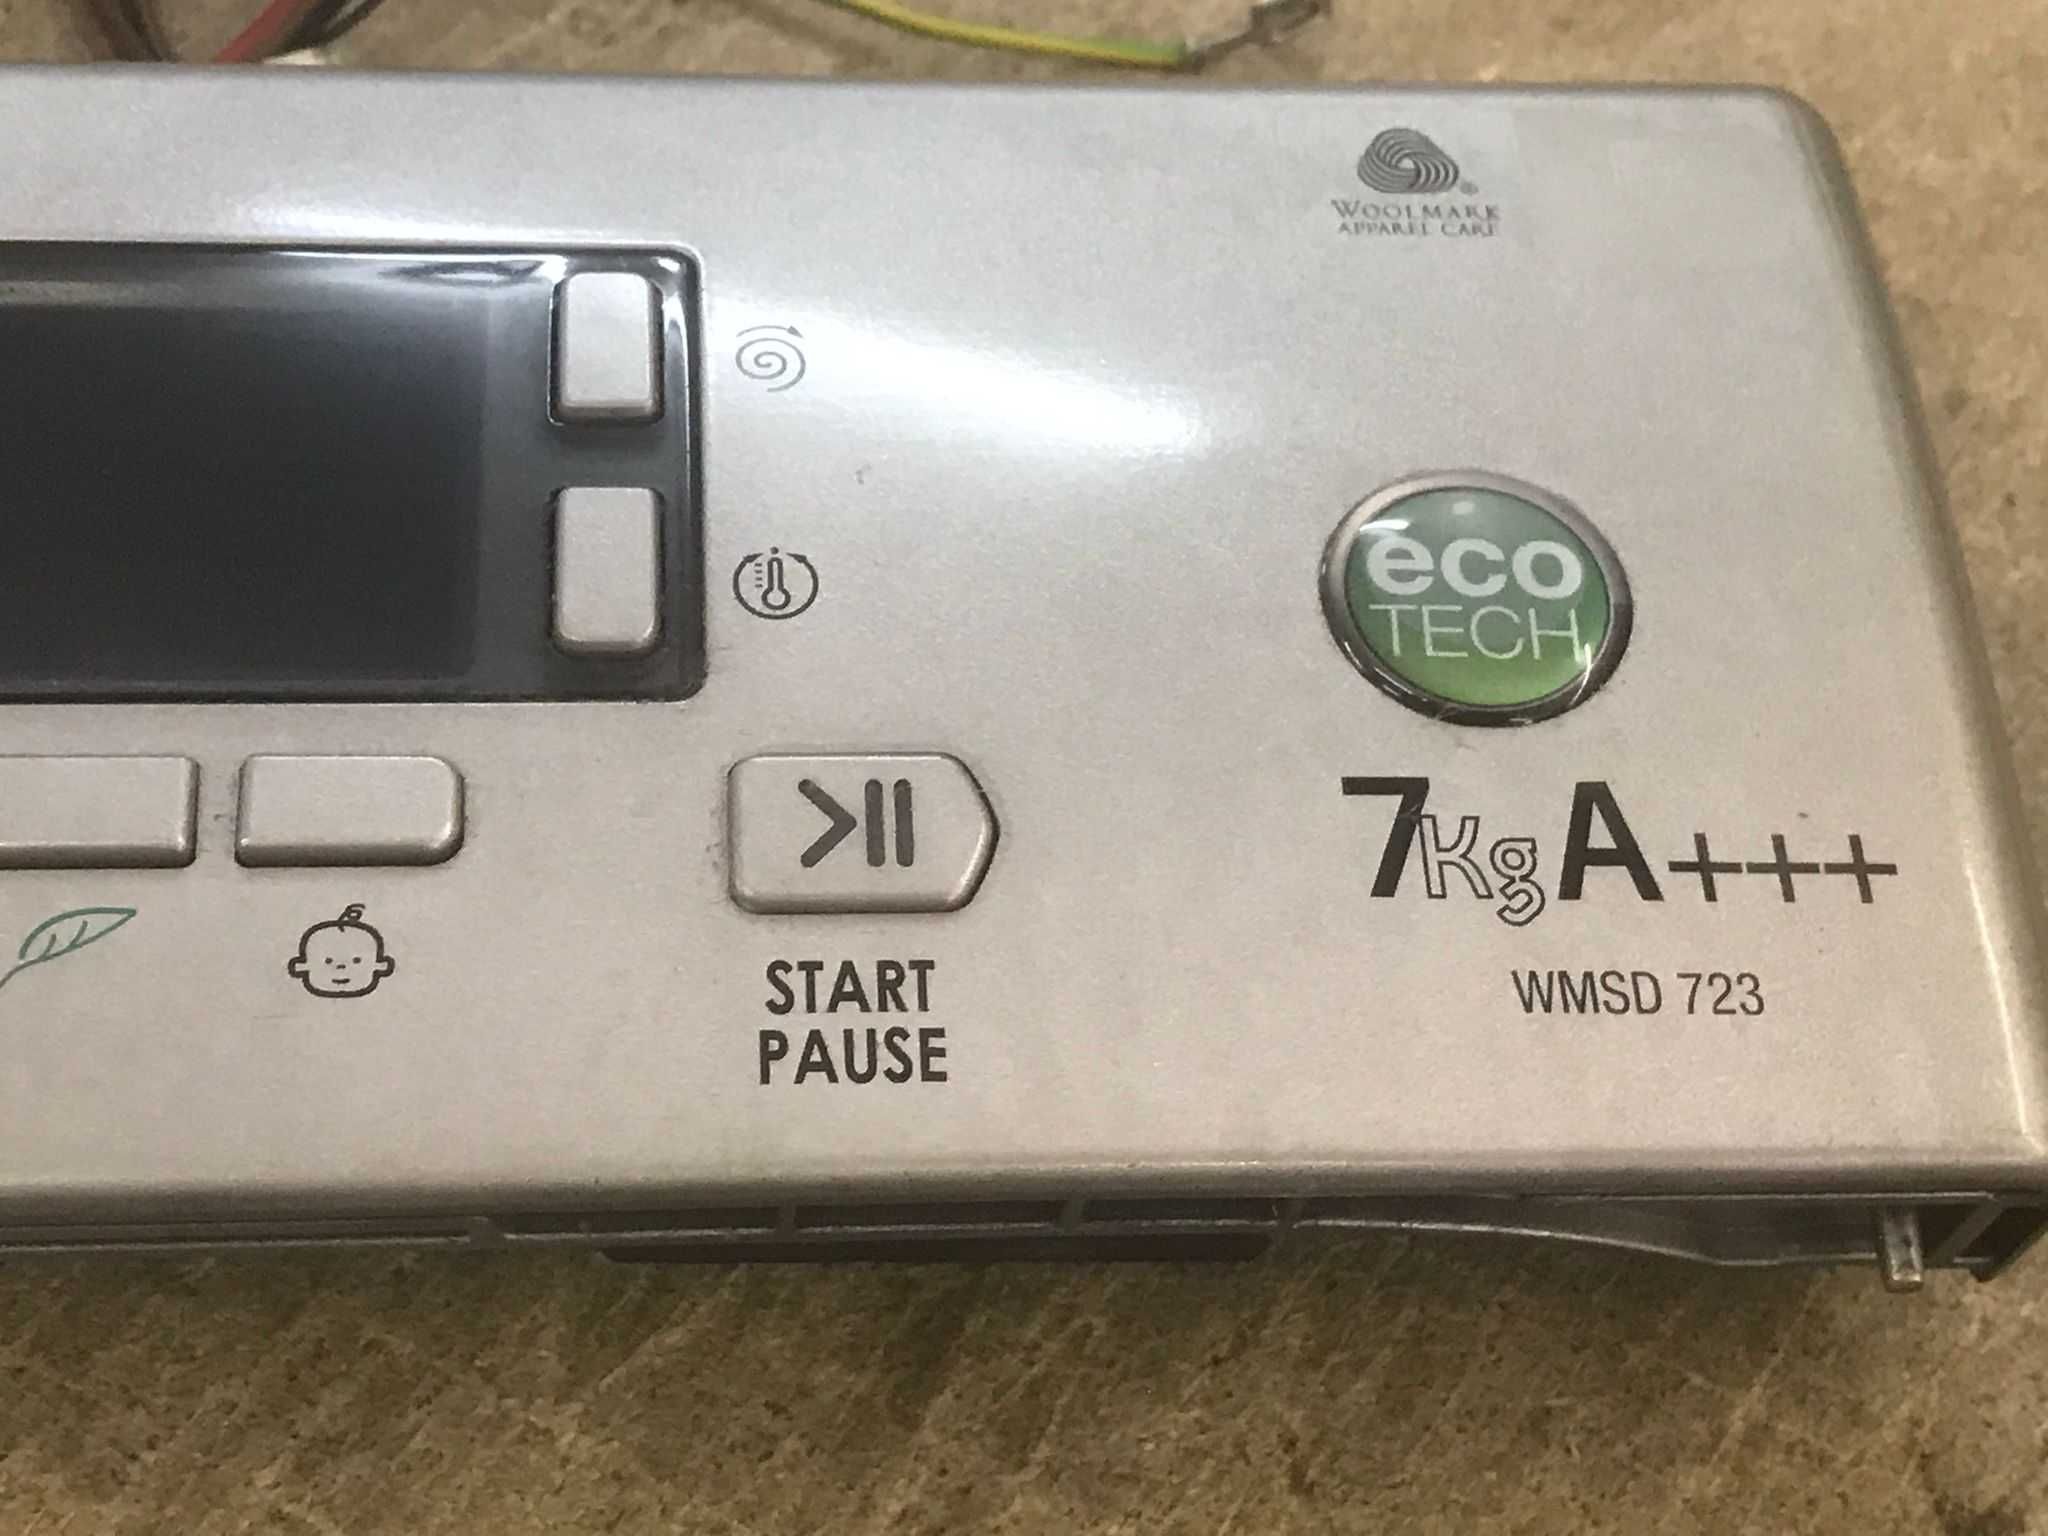 WOOLMARK
APPAREL CARE
eco
TECH
7Kg A+++
WMSD 723
START
PAUSE